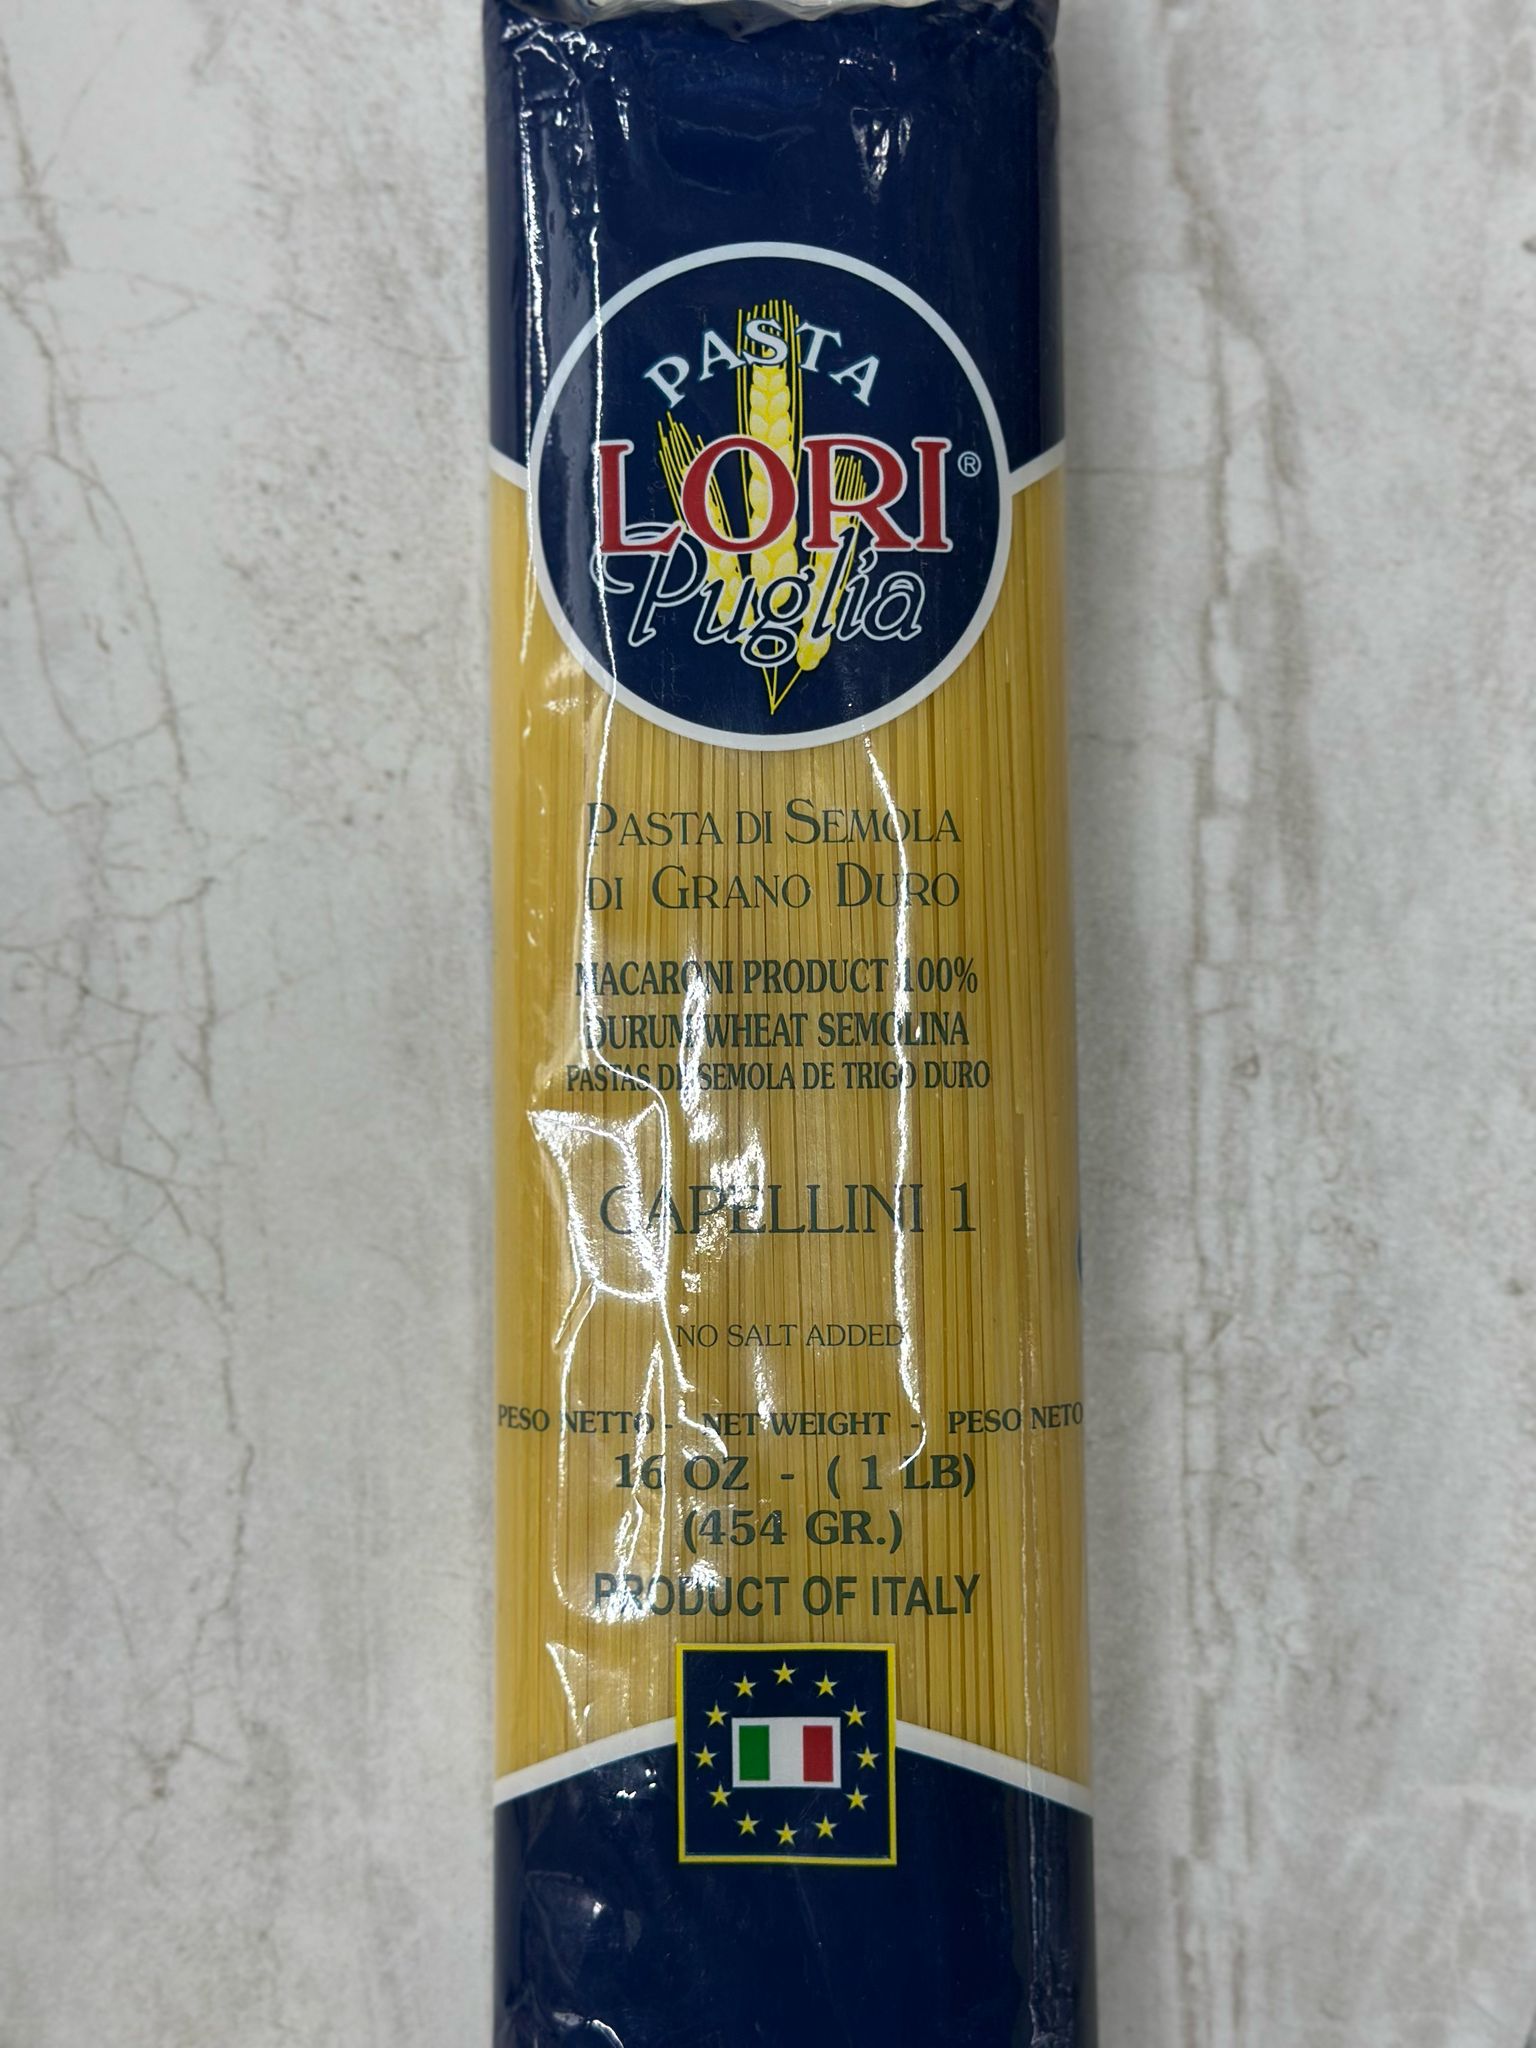 PASTA
LORI®
Puglia
PASTA DI SEMOLA
DI GRANO DURO
MACARONI PRODUCT 100%
DURUM WHEAT SEMOLINA
PASTAS DE SEMOLA DE TRIGO DURO
CAPELLINI 1
NO SALT ADDED
PESO NETTO - NET WEIGHT - PESO NETO
16 OZ - ( 1 LB)
(454 GR.)
PRODUCT OF ITALY